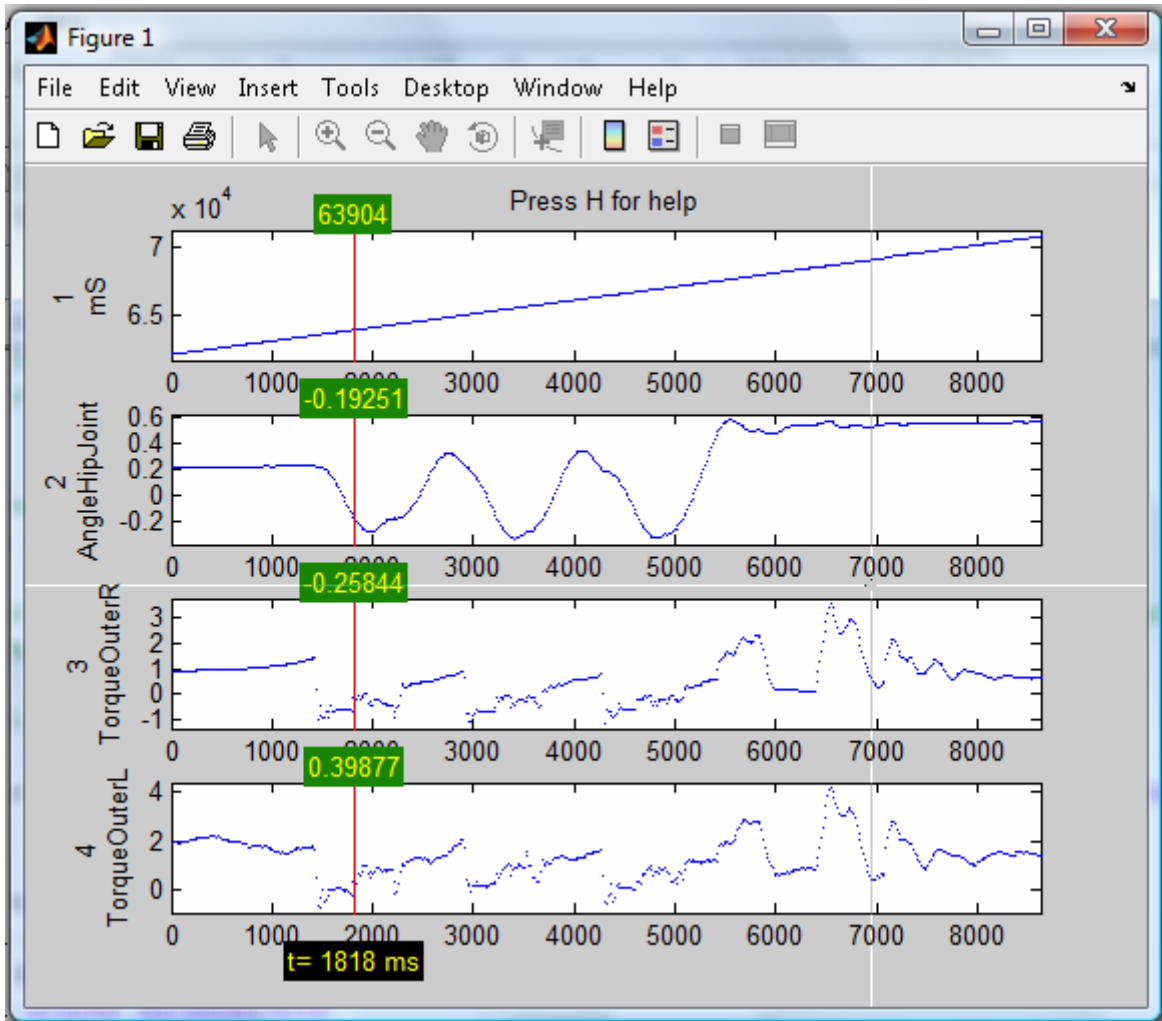 Figure 1
File Edit View Insert Tools Desktop Window Help
x 10^4
63904
Press H for help
7
6.5
1
mS
0 1000 2000 3000 4000 5000 6000 7000 8000
-0.19251
0.6
0.4
0.2
0
-0.2
2
AngleHipJoint
0 1000 2000 3000 4000 5000 6000 7000 8000
-0.25844
3
2
1
0
-1
3
TorqueOuterR
0 1000 2000 3000 4000 5000 6000 7000 8000
0.39877
4
2
0
4
TorqueOuterL
0 1000 2000 3000 4000 5000 6000 7000 8000
t= 1818 ms